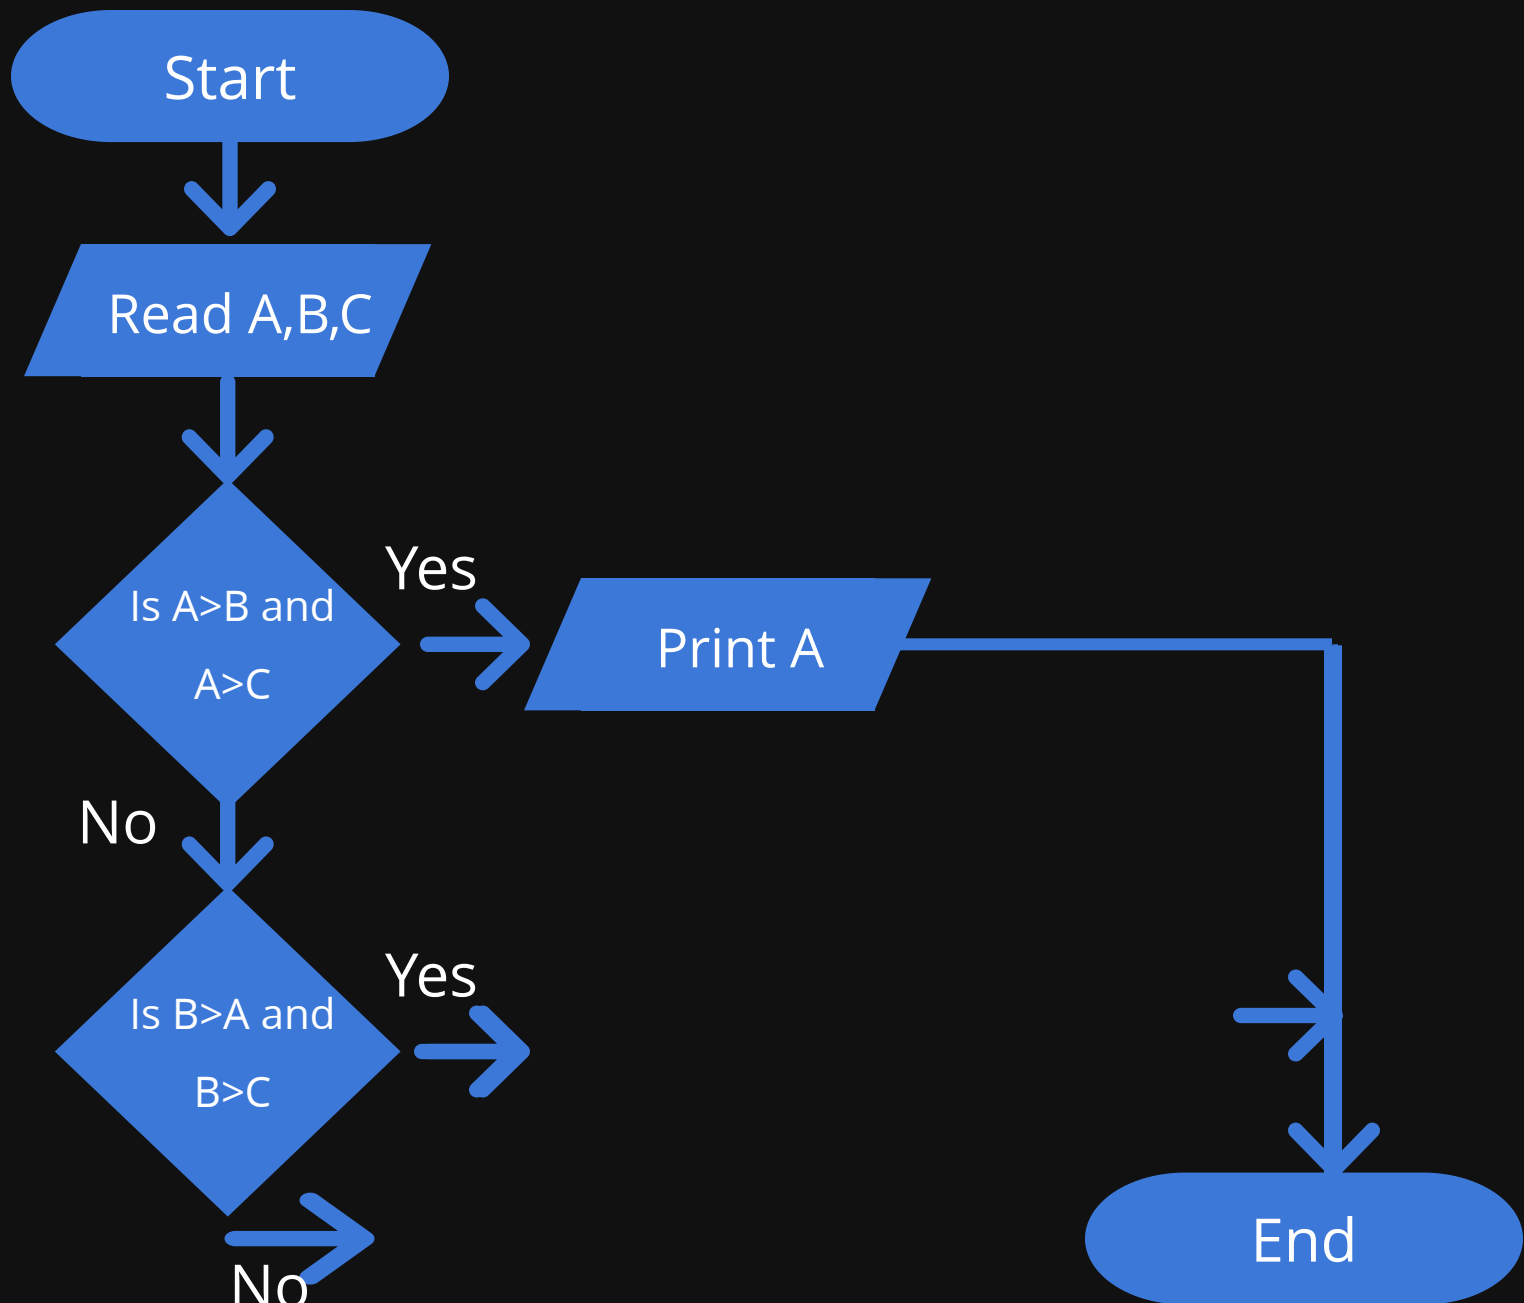 Start
Read A,B,C
Is A>B and
A>C
Yes
Print A
No
Is B>A and
B>C
Yes
No
End